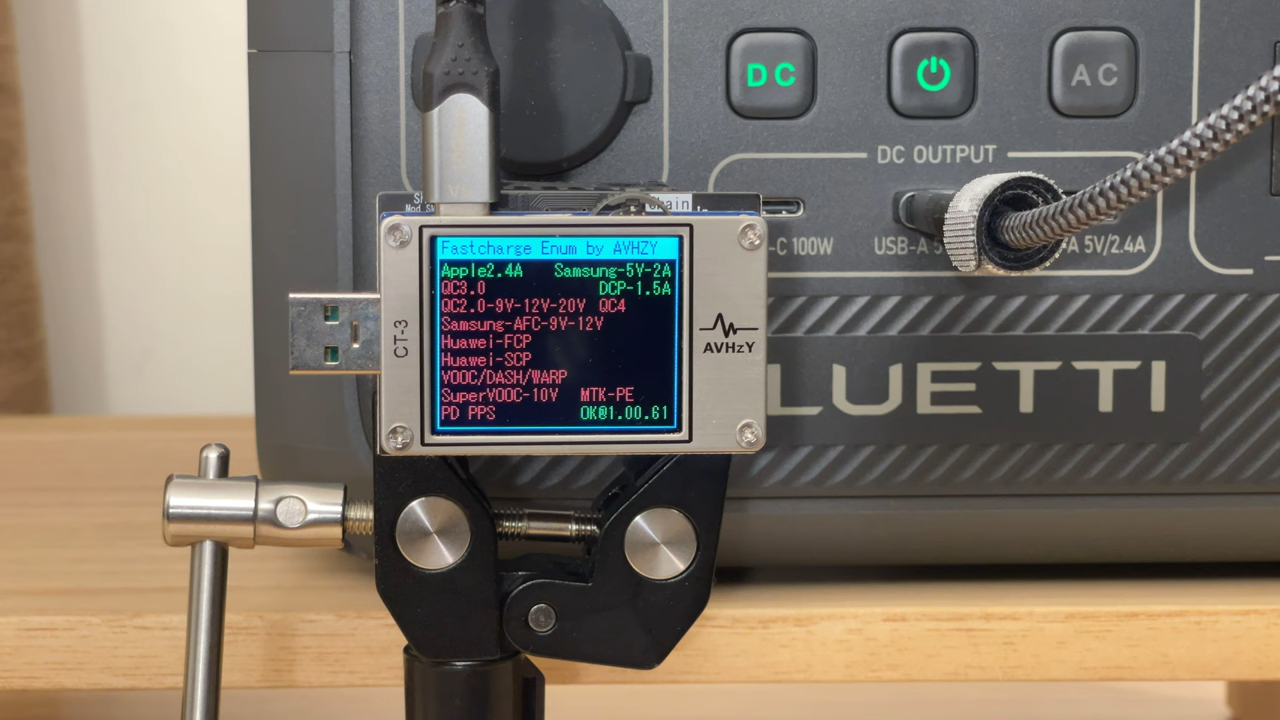 DC
AC
DC OUTPUT
-C 100W
USB-A 5
A 5V/2.4A
Fastcharge Enum by AVHZY
Apple2.4A Samsung-5V-2A
QC3.0 DCP-1.5A
QC2.0-9V-12V-20V QC4
Samsung-AFC-9V-12V
Huawei-FCP
Huawei-SCP
VOOC/DASH/WARP
SuperVOOC-10V MTK-PE
PD PPS OK@1.00.61
CT-3
AVHzY
LUETTI